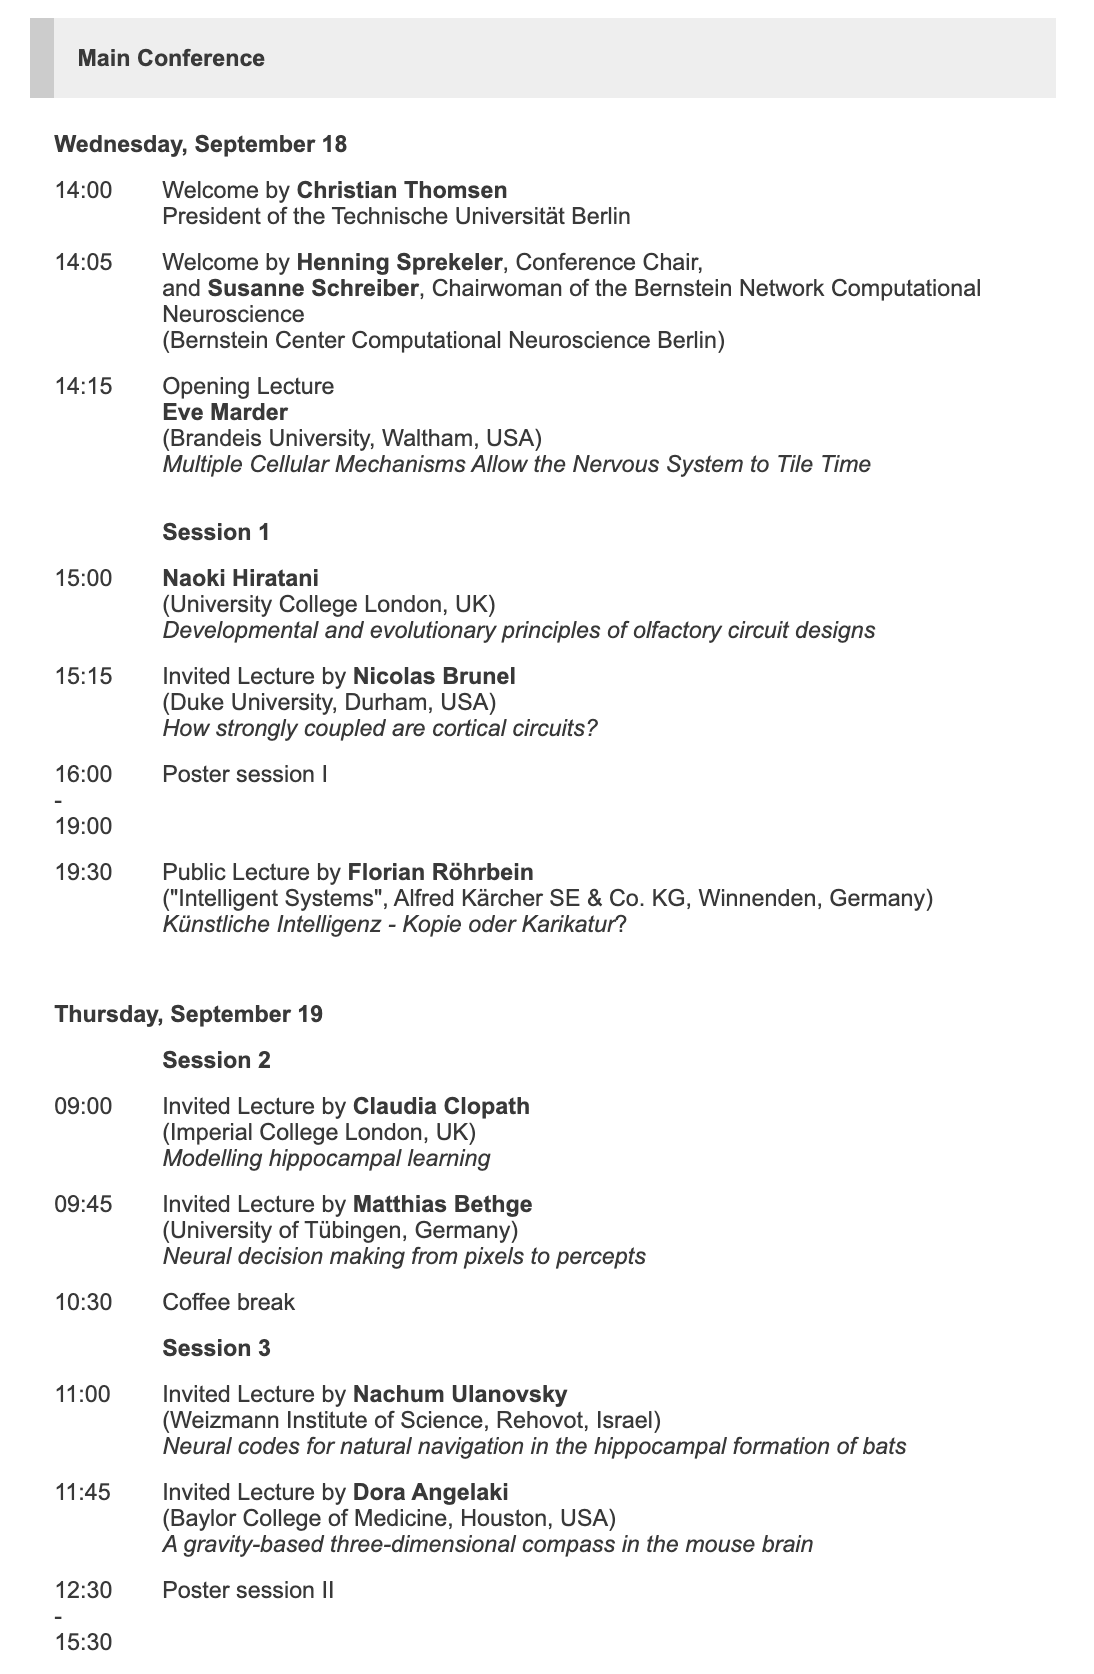 Main Conference
Wednesday, September 18
14:00 Welcome by Christian Thomsen
President of the Technische Universität Berlin
14:05 Welcome by Henning Sprekeler, Conference Chair,
and Susanne Schreiber, Chairwoman of the Bernstein Network Computational
Neuroscience
(Bernstein Center Computational Neuroscience Berlin)
14:15 Opening Lecture
Eve Marder
(Brandeis University, Waltham, USA)
Multiple Cellular Mechanisms Allow the Nervous System to Tile Time
Session 1
15:00 Naoki Hiratani
(University College London, UK)
Developmental and evolutionary principles of olfactory circuit designs
15:15 Invited Lecture by Nicolas Brunel
(Duke University, Durham, USA)
How strongly coupled are cortical circuits?
16:00 Poster session I
-
19:00
19:30 Public Lecture by Florian Röhrbein
("Intelligent Systems", Alfred Kärcher SE & Co. KG, Winnenden, Germany)
Künstliche Intelligenz - Kopie oder Karikatur?
Thursday, September 19
Session 2
09:00 Invited Lecture by Claudia Clopath
(Imperial College London, UK)
Modelling hippocampal learning
09:45 Invited Lecture by Matthias Bethge
(University of Tübingen, Germany)
Neural decision making from pixels to percepts
10:30 Coffee break
Session 3
11:00 Invited Lecture by Nachum Ulanovsky
(Weizmann Institute of Science, Rehovot, Israel)
Neural codes for natural navigation in the hippocampal formation of bats
11:45 Invited Lecture by Dora Angelaki
(Baylor College of Medicine, Houston, USA)
A gravity-based three-dimensional compass in the mouse brain
12:30 Poster session II
-
15:30